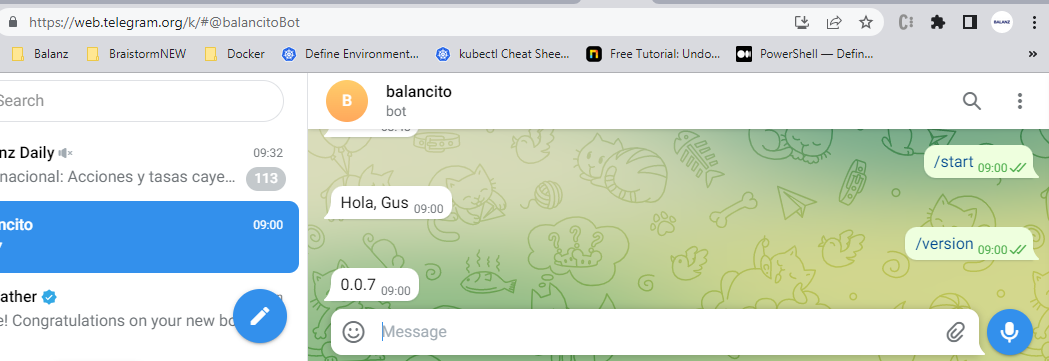 https://web.telegram.org/k/#@balancitoBot
BALANZ
Balanz
BraistormNEW
Docker
Define Environment...
kubectl Cheat Shee...
Free Tutorial: Undo...
PowerShell — Defin...
»
Search
nz Daily
09:32
nacional: Acciones y tasas caye...
113
ncito
09:00
ather
e! Congratulations on your new bo
B
balancito
bot
/start 09:00
Hola, Gus 09:00
/version 09:00
0.0.7 09:00
Message